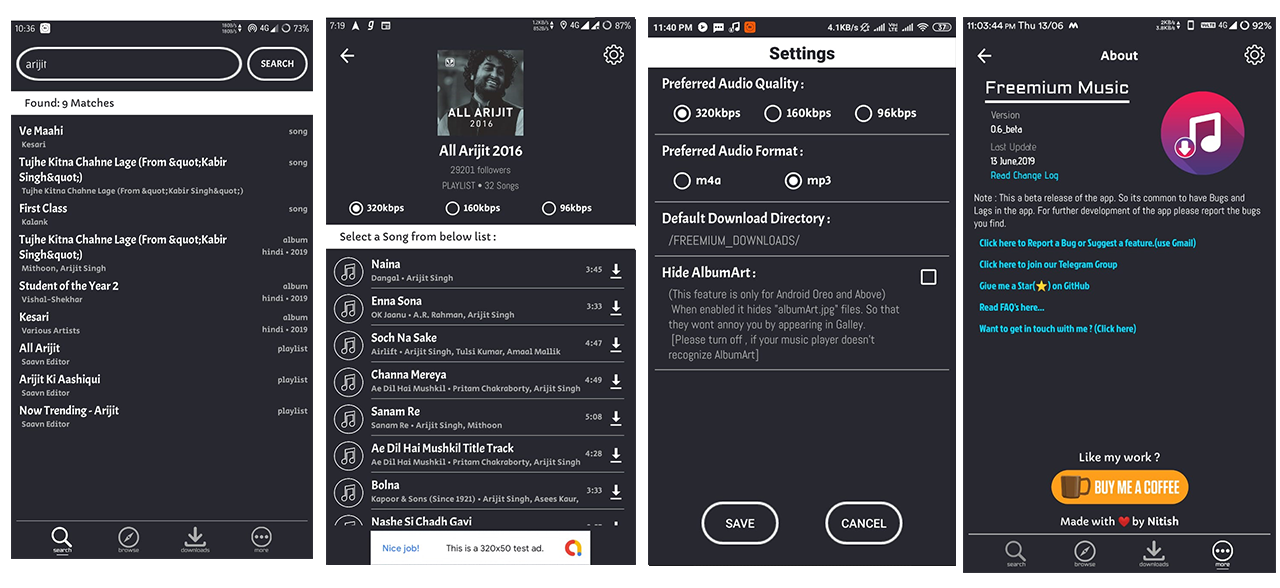 10:36
180B/s
180B/s
4G
73%
arijit
SEARCH
Found: 9 Matches
Ve Maahi
song
Kesari
Tujhe Kitna Chahne Lage (From &quot;Kabir
song
Singh&quot;)
Tujhe Kitna Chahne Lage (From &quot;Kabir Singh&quot;)
First Class
song
Kalank
Tujhe Kitna Chahne Lage (From &quot;Kabir
album
Singh&quot;)
hindi • 2019
Mithoon, Arijit Singh
Student of the Year 2
album
Vishal-Shekhar
hindi • 2019
Kesari
album
Various Artists
hindi • 2019
All Arijit
playlist
Saavn Editor
Arijit Ki Aashiqui
playlist
Saavn Editor
Now Trending - Arijit
playlist
Saavn Editor
search
browse
downloads
more
7:19
1.2KB/s
852B/s
4G
87%
ALL ARIJIT
2016
All Arijit 2016
29201 followers
PLAYLIST • 32 Songs
320kbps
160kbps
96kbps
Select a Song from below list :
Naina
3:45
Dangal • Arijit Singh
Enna Sona
3:33
OK Jaanu • A.R. Rahman, Arijit Singh
Soch Na Sake
4:47
Airlift • Arijit Singh, Tulsi Kumar, Amaal Mallik
Channa Mereya
4:49
Ae Dil Hai Mushkil • Pritam Chakraborty, Arijit Singh
Sanam Re
5:08
Sanam Re • Arijit Singh, Mithoon
Ae Dil Hai Mushkil Title Track
4:28
Ae Dil Hai Mushkil • Pritam Chakraborty, Arijit Singh
Bolna
3:33
Kapoor & Sons (Since 1921) • Arijit Singh, Asees Kaur,
Nashe Si Chadh Gavi
Nice job!
This is a 320x50 test ad.
11:40 PM
4.1KB/s
VoLTE
37
Settings
Preferred Audio Quality :
320kbps
160kbps
96kbps
Preferred Audio Format :
m4a
mp3
Default Download Directory :
/FREEMIUM_DOWNLOADS/
Hide AlbumArt :
(This feature is only for Android Oreo and Above)
When enabled it hides "albumArt.jpg" files. So that
they wont annoy you by appearing in Galley.
[Please turn off , if your music player doesn't
recognize AlbumArt]
SAVE
CANCEL
11:03:44 PM Thu 13/06
2KB/s
3.8KB/s
VoLTE
4G
92%
About
Freemium Music
Version
0.6_beta
Last Update
13 June,2019
Read Change Log
Note : This a beta release of the app. So its common to have Bugs and
Lags in the app. For further development of the app please report the bugs
you find.
Click here to Report a Bug or Suggest a feature.(use Gmail)
Click here to join our Telegram Group
Give me a Star(⭐) on GitHub
Read FAQ's here...
Want to get in touch with me ? (Click here)
Like my work ?
BUY ME A COFFEE
Made with ❤️ by Nitish
search
browse
downloads
more